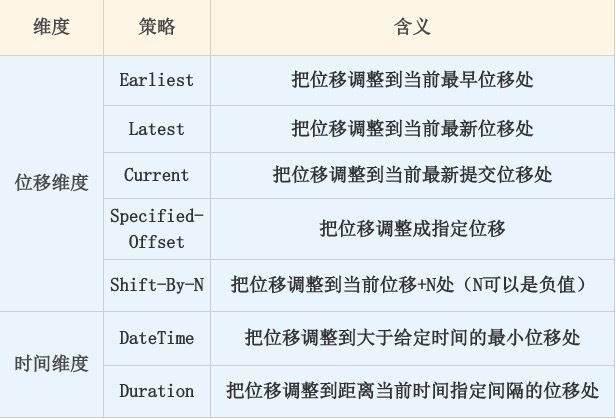 维度 策略 含义
位移维度
Earliest 把位移调整到当前最早位移处
Latest 把位移调整到当前最新位移处
Current 把位移调整到当前最新提交位移处
Specified-
Offset 把位移调整成指定位移
Shift-By-N 把位移调整到当前位移+N处（N可以是负值）
时间维度
DateTime 把位移调整到大于给定时间的最小位移处
Duration 把位移调整到距离当前时间指定间隔的位移处